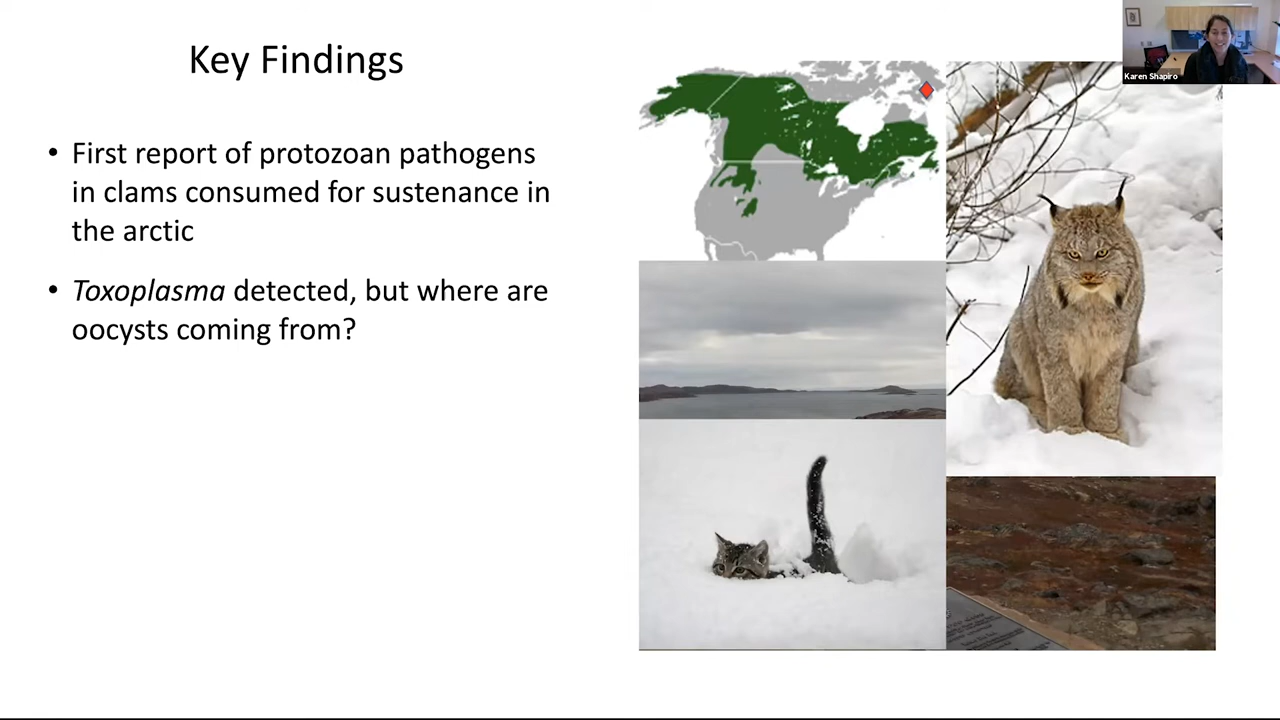 Key Findings
• First report of protozoan pathogens
in clams consumed for sustenance in
the arctic
• Toxoplasma detected, but where are
oocysts coming from?
Karen Shapiro